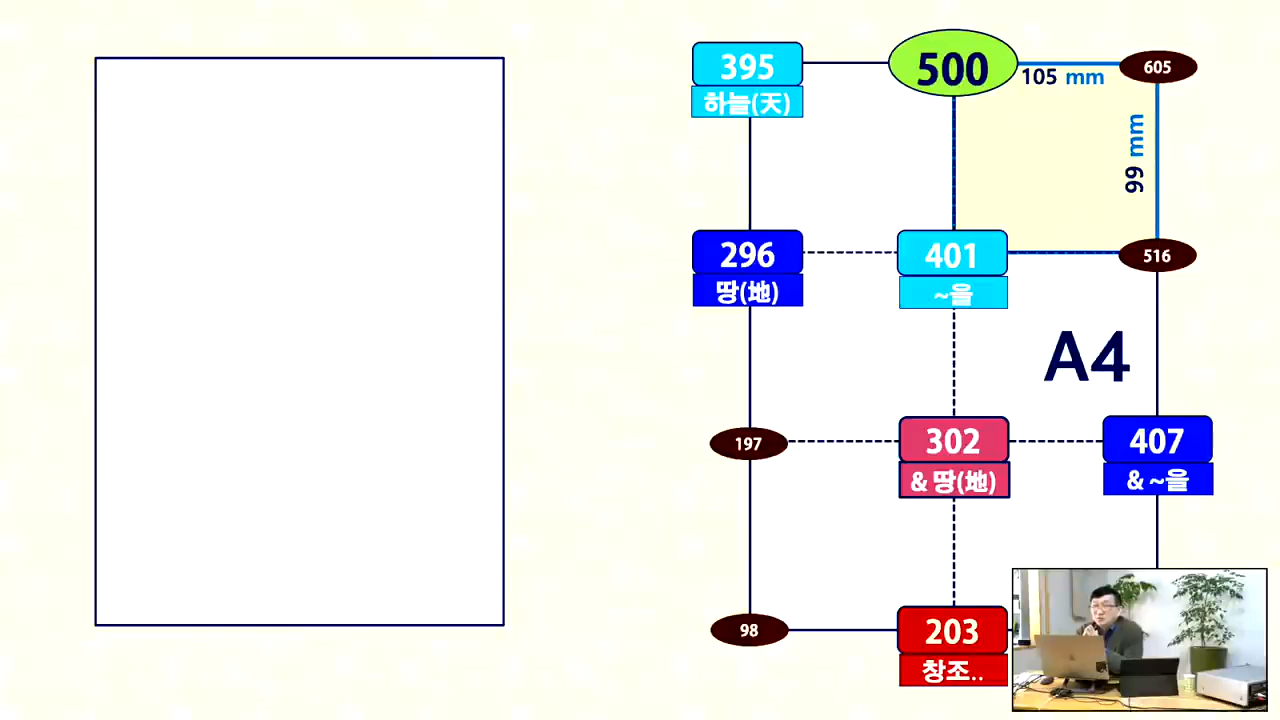 395
하늘(天)
500
105 mm
605
99 mm
296
땅(地)
401
~을
516
A4
197
302
& 땅(地)
407
& ~을
98
203
창조..